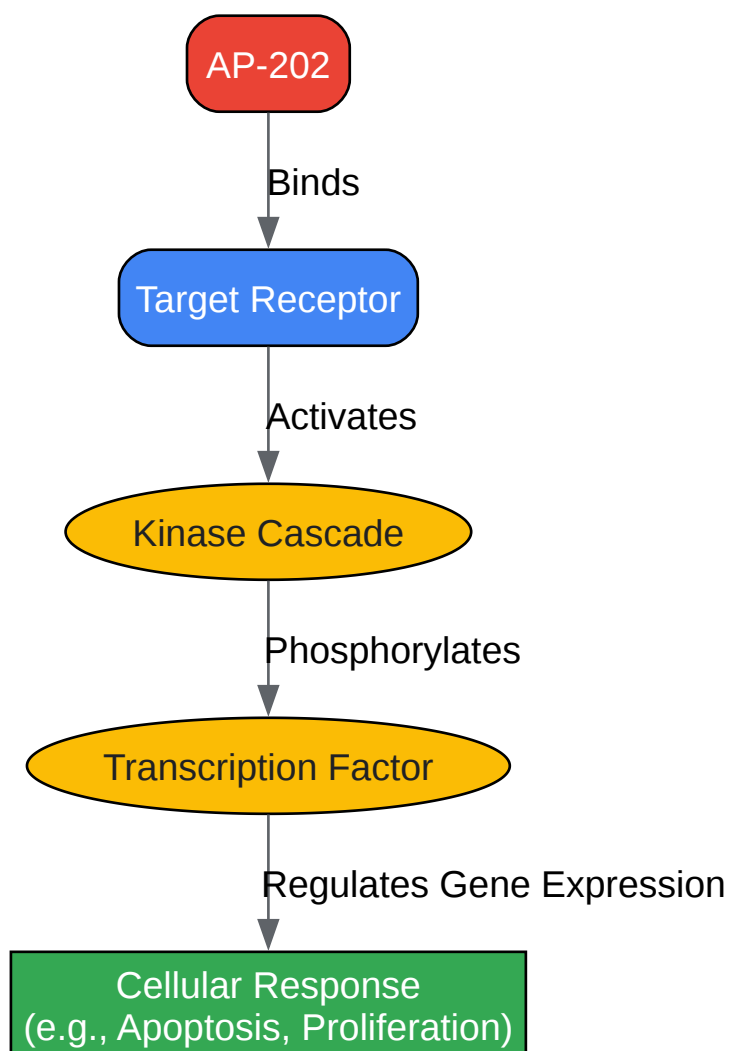 AP-202
Binds
Target Receptor
Activates
Kinase Cascade
Phosphorylates
Transcription Factor
Regulates Gene Expression
Cellular Response
(e.g., Apoptosis, Proliferation)